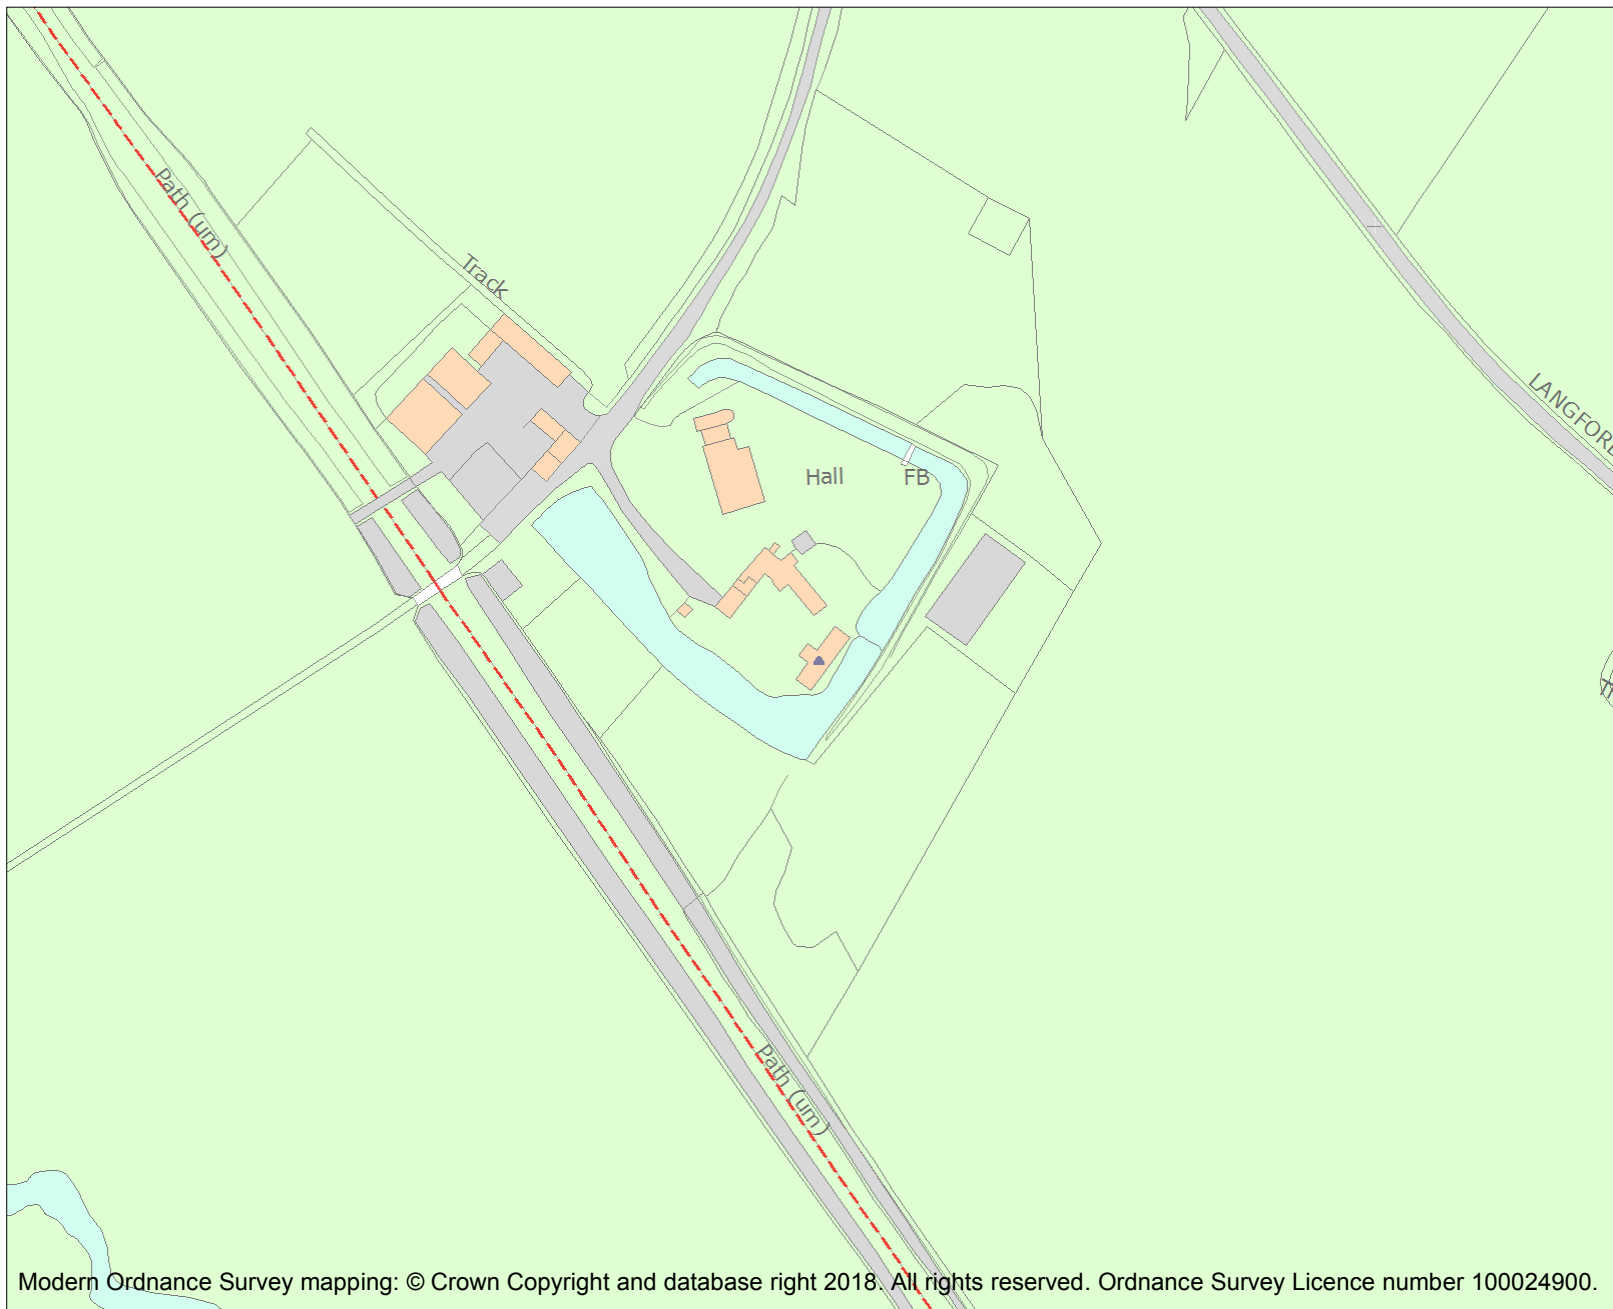 Path (um)
Track
LANGFORD
Hall
FB
Path (um)
Modern Ordnance Survey mapping: © Crown Copyright and database right 2018. All rights reserved. Ordnance Survey Licence number 100024900.